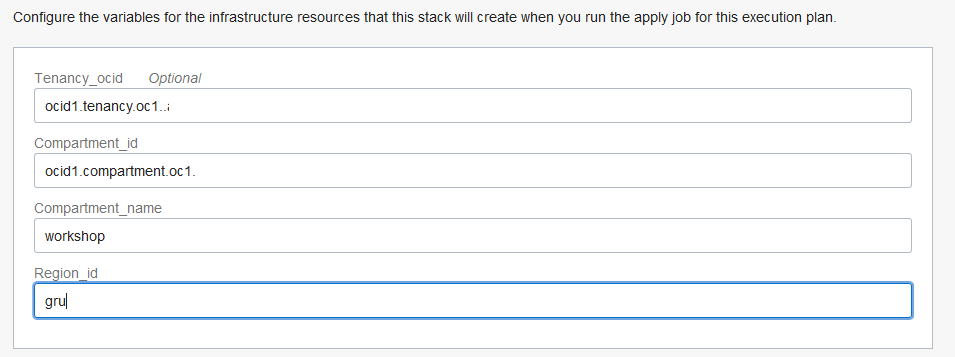 Configure the variables for the infrastructure resources that this stack will create when you run the apply job for this execution plan.
Tenancy_ocid Optional
ocid1.tenancy.oc1..a
Compartment_id
ocid1.compartment.oc1.
Compartment_name
workshop
Region_id
gru